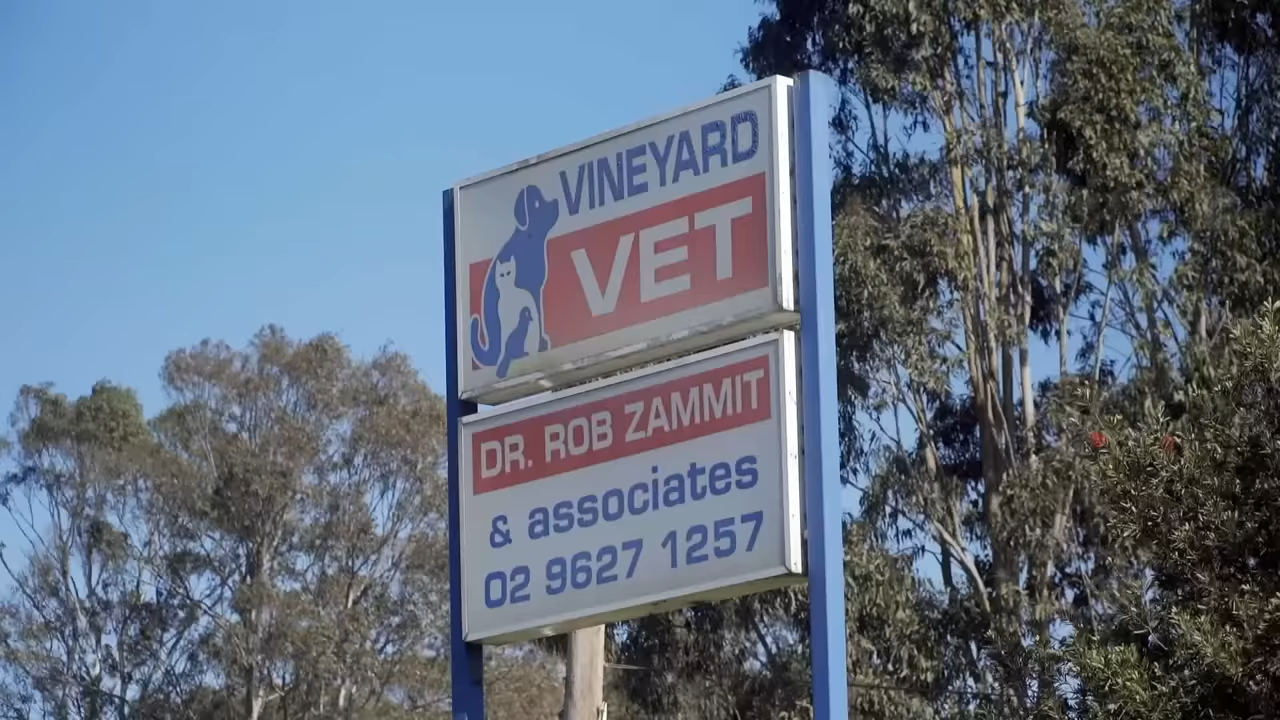 VINEYARD
VET
DR. ROB ZAMMIT
& associates
02 9627 1257